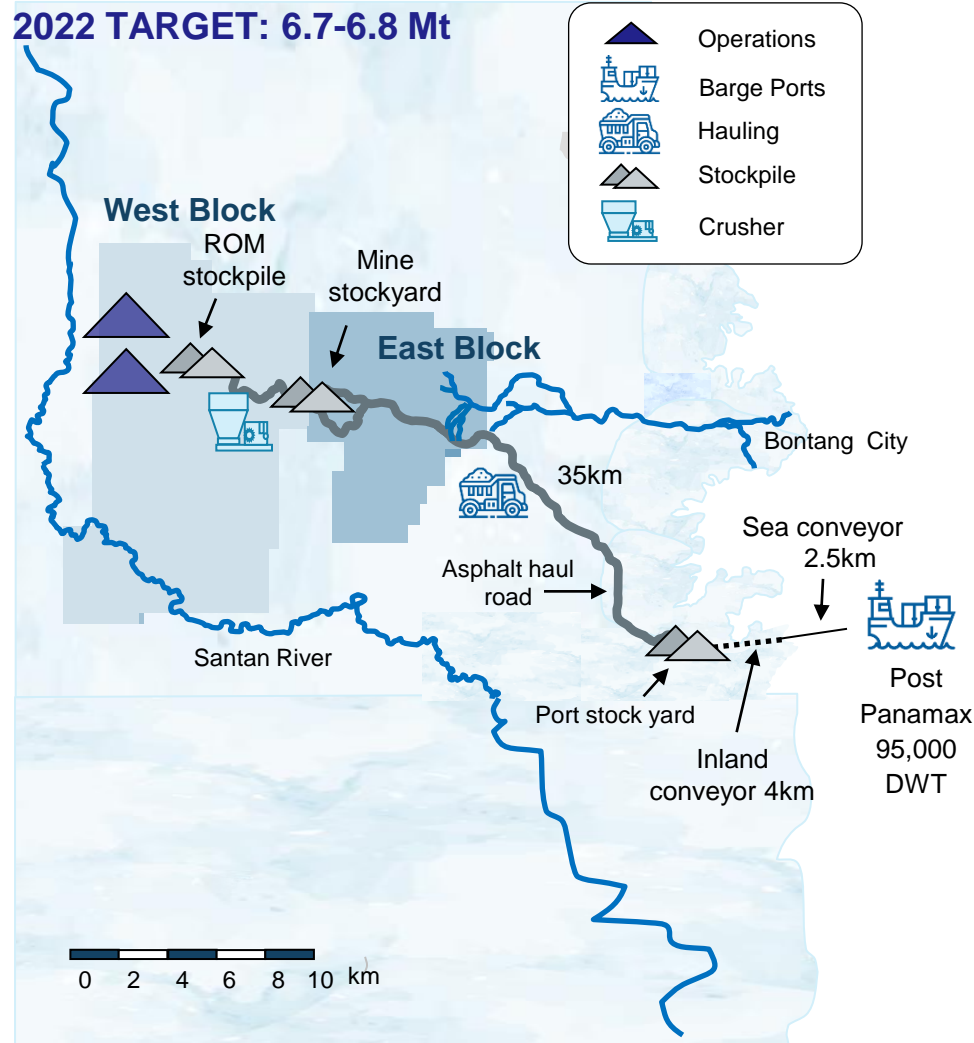 2022 TARGET: 6.7-6.8 Mt
Operations
Barge Ports
Hauling
Stockpile
Crusher
West Block
ROM
stockpile
Mine
stockyard
East Block
Bontang City
35km
Sea conveyor
2.5km
Asphalt haul
road
Santan River
Port stock yard
Inland
conveyor 4km
Post
Panamax
95,000
DWT
0 2 4 6 8 10 km